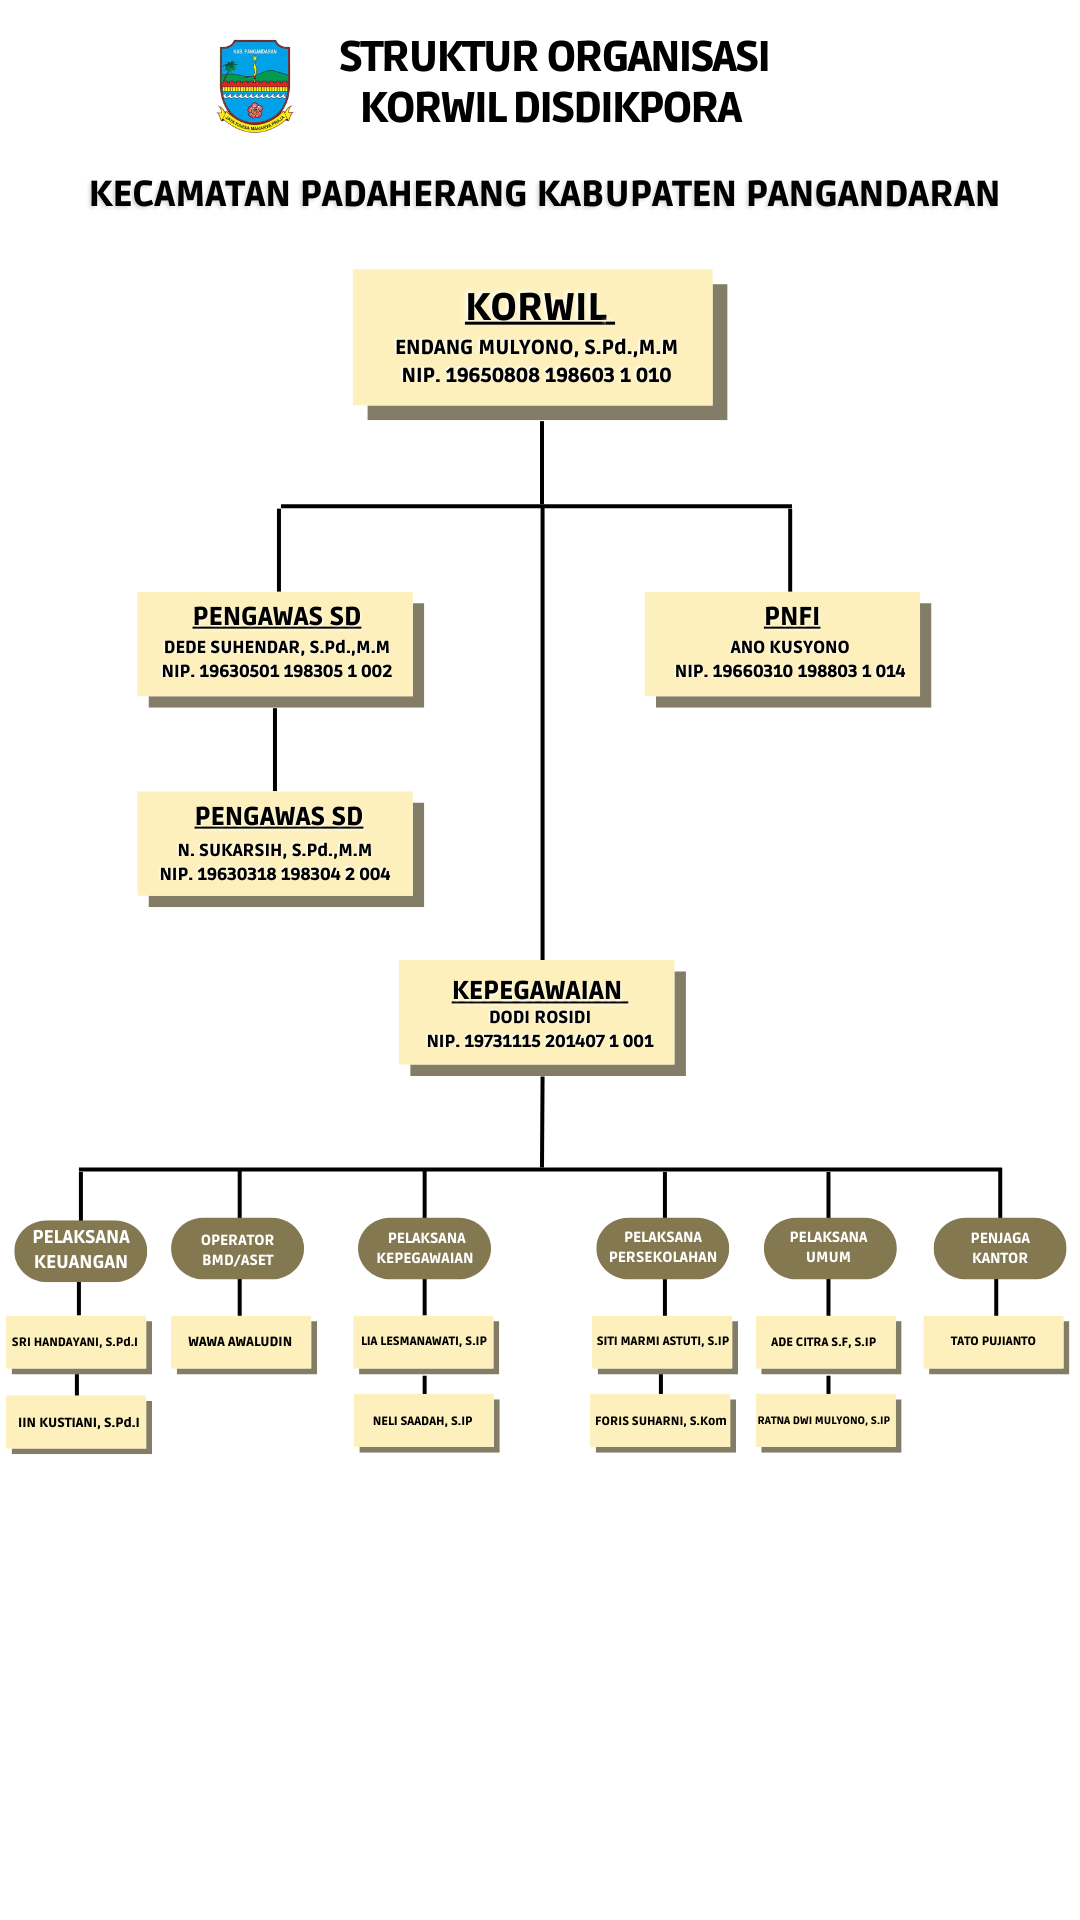 KAB. PANGANDARAN
STRUKTUR ORGANISASI
KORWIL DISDIKPORA
KECAMATAN PADAHERANG KABUPATEN PANGANDARAN
KORWIL
ENDANG MULYONO, S.Pd.,M.M
NIP. 19650808 198603 1 010
PENGAWAS SD
DEDE SUHENDAR, S.Pd.,M.M
NIP. 19630501 198305 1 002
PNFI
ANO KUSYONO
NIP. 19660310 198803 1 014
PENGAWAS SD
N. SUKARSIH, S.Pd.,M.M
NIP. 19630318 198304 2 004
KEPEGAWAIAN
DODI ROSIDI
NIP. 19731115 201407 1 001
PELAKSANA
KEUANGAN
OPERATOR
BMD/ASET
PELAKSANA
KEPEGAWAIAN
PELAKSANA
PERSEKOLAHAN
PELAKSANA
UMUM
PENJAGA
KANTOR
SRI HANDAYANI, S.Pd.I
WAWA AWALUDIN
LIA LESMANAWATI, S.IP
SITI MARMI ASTUTI, S.IP
ADE CITRA S.F, S.IP
TATO PUJIANTO
IIN KUSTIANI, S.Pd.I
NELI SAADAH, S.IP
FORIS SUHARNI, S.Kom
RATNA DWI MULYONO, S.IP